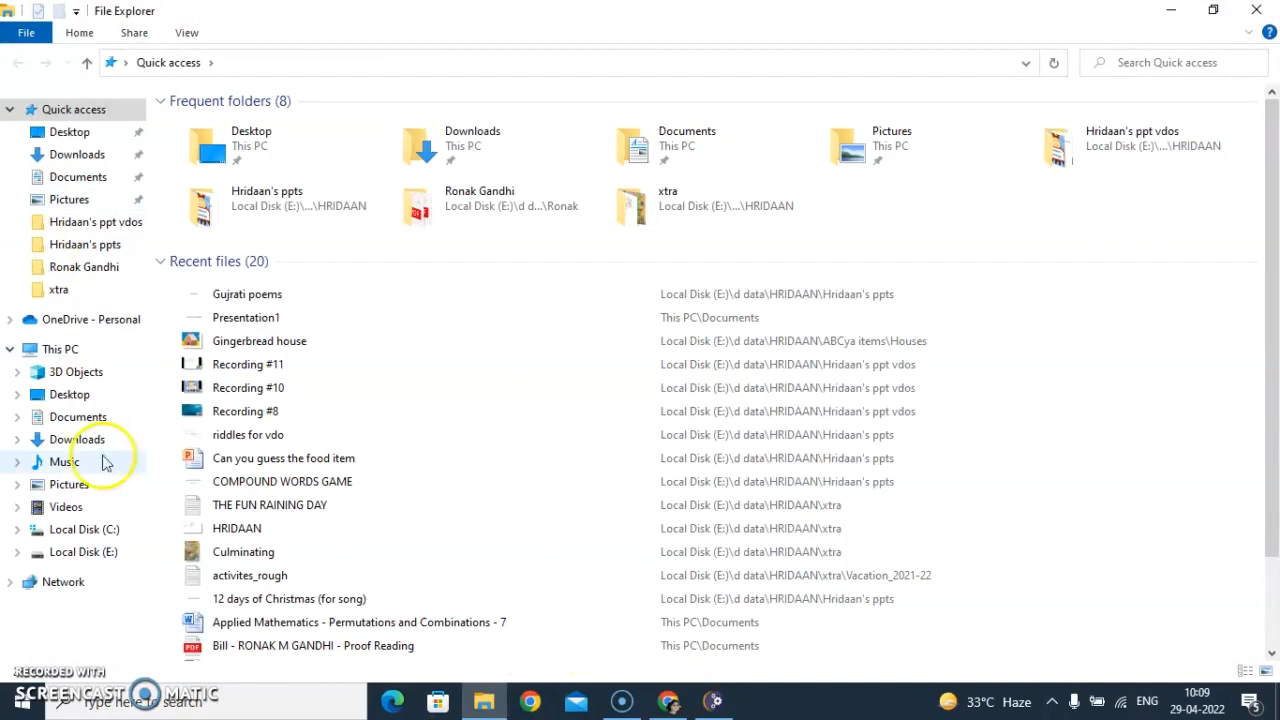 File Explorer
File Home Share View
Quick access Search Quick access
Quick access
Desktop
Downloads
Documents
Pictures
Hridaan's ppt vdos
Hridaan's ppts
Ronak Gandhi
xtra
OneDrive - Personal
This PC
3D Objects
Desktop
Documents
Downloads
Music
Pictures
Videos
Local Disk (C:)
Local Disk (E:)
Network
Frequent folders (8)
Desktop
This PC
Downloads
This PC
Documents
This PC
Pictures
This PC
Hridaan's ppt vdos
Local Disk (E:)\...\HRIDAAN
Hridaan's ppts
Local Disk (E:)\...\HRIDAAN
Ronak Gandhi
Local Disk (E:)\d d...\Ronak
xtra
Local Disk (E:)\...\HRIDAAN
Recent files (20)
Gujrati poems Local Disk (E:)\d data\HRIDAAN\Hridaan's ppts
Presentation1 This PC\Documents
Gingerbread house Local Disk (E:)\d data\HRIDAAN\ABCya items\Houses
Recording #11 Local Disk (E:)\d data\HRIDAAN\Hridaan's ppt vdos
Recording #10 Local Disk (E:)\d data\HRIDAAN\Hridaan's ppt vdos
Recording #8 Local Disk (E:)\d data\HRIDAAN\Hridaan's ppt vdos
riddles for vdo Local Disk (E:)\d data\HRIDAAN\Hridaan's ppts
Can you guess the food item Local Disk (E:)\d data\HRIDAAN\Hridaan's ppts
COMPOUND WORDS GAME Local Disk (E:)\d data\HRIDAAN\Hridaan's ppts
THE FUN RAINING DAY Local Disk (E:)\d data\HRIDAAN\xtra
HRIDAAN Local Disk (E:)\d data\HRIDAAN\xtra
Culminating Local Disk (E:)\d data\HRIDAAN\xtra
activites_rough Local Disk (E:)\d data\HRIDAAN\xtra\Vacation_2021-22
12 days of Christmas (for song) Local Disk (E:)\d data\HRIDAAN\Hridaan's ppts
Applied Mathematics - Permutations and Combinations - 7 This PC\Documents
Bill - RONAK M GANDHI - Proof Reading This PC\Documents
RECORDED WITH
SCREENCAST MATIC
Type here to search
33°C Haze ENG 10:09
29-04-2022
5